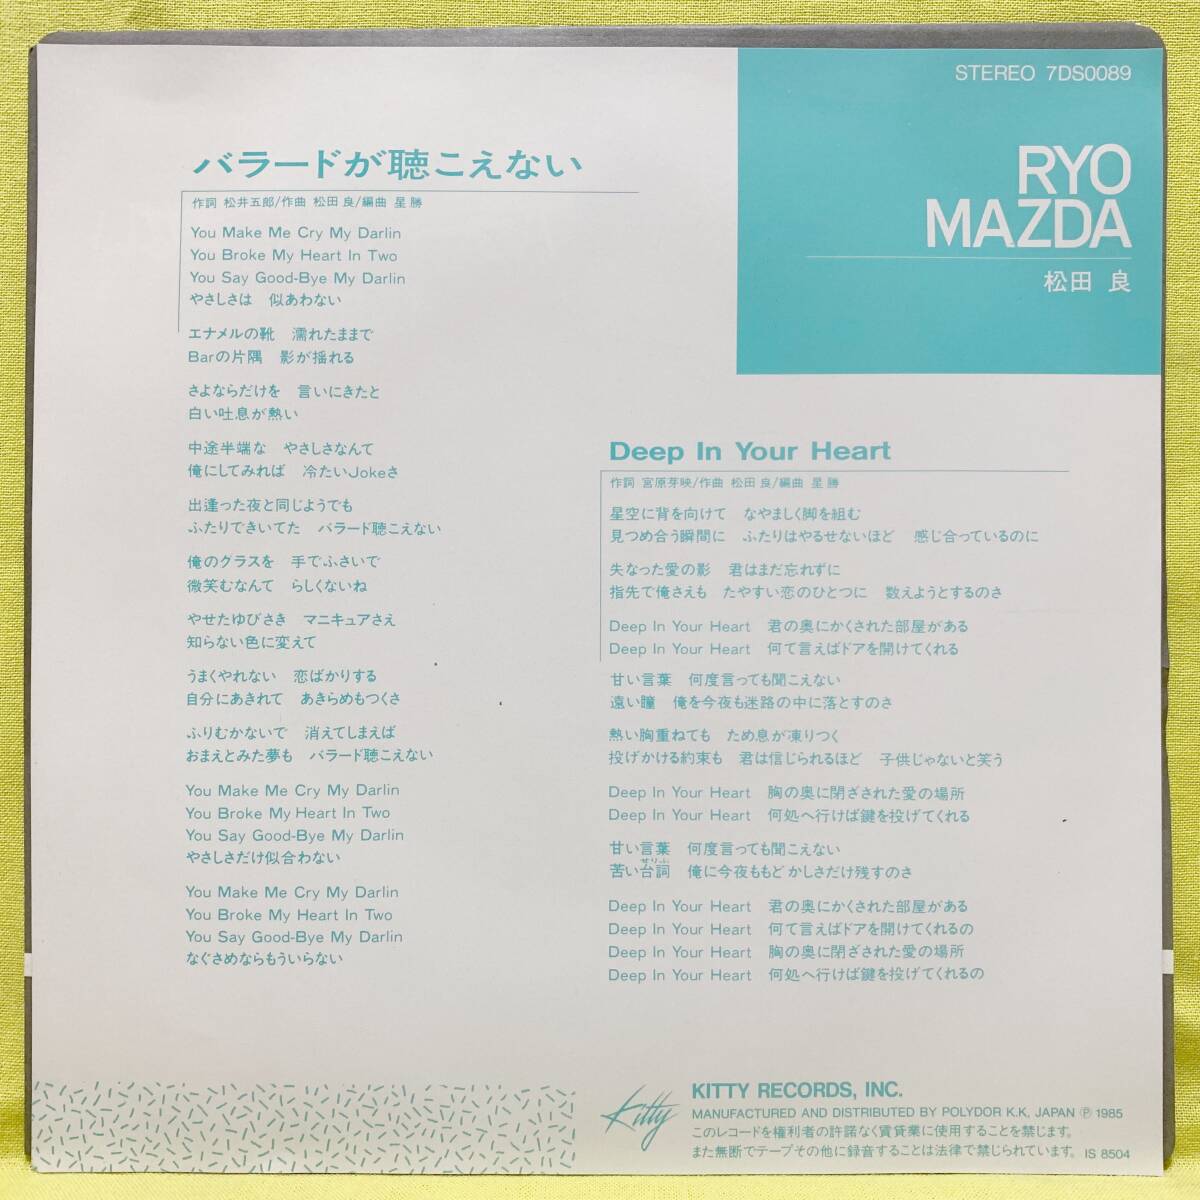 STEREO 7DS0089
RYO
MAZDA
松田 良
バラードが聴こえない
作詞 松井五郎/作曲 松田 良/編曲 星 勝
You Make Me Cry My Darlin
You Broke My Heart In Two
You Say Good-Bye My Darlin
やさしさは 似あわない
エナメルの靴 濡れたままで
Barの片隅 影が揺れる
さよならだけを 言いにきたと
白い吐息が熱い
中途半端な やさしさなんて
俺にしてみれば 冷たいJokeさ
出逢った夜と同じようでも
ふたりできいてた バラード聴こえない
俺のグラスを 手でふさいで
微笑むなんて らしくないね
やせたゆびさき マニキュアさえ
知らない色に変えて
うまくやれない 恋ばかりする
自分にあきれて あきらめもつくさ
ふりむかないで 消えてしまえば
おまえとみた夢も バラード聴こえない
You Make Me Cry My Darlin
You Broke My Heart In Two
You Say Good-Bye My Darlin
やさしさだけ似合わない
You Make Me Cry My Darlin
You Broke My Heart In Two
You Say Good-Bye My Darlin
なぐさめならもういらない
Deep In Your Heart
作詞 宮原芽映/作曲 松田 良/編曲 星 勝
星空に背を向けて なやましく脚を組む
見つめ合う瞬間に ふたりはやるせないほど 感じ合っているのに
失なった愛の影 君はまだ忘れずに
指先で俺さえも たやすい恋のひとつに 数えようとするのさ
Deep In Your Heart 君の奥にかくされた部屋がある
Deep In Your Heart 何て言えばドアを開けてくれる
甘い言葉 何度言っても聞こえない
遠い瞳 俺を今夜も迷路の中に落とすのさ
熱い胸重ねても ため息が凍りつく
投げかける約束も 君は信じられるほど 子供じゃないと笑う
Deep In Your Heart 胸の奥に閉ざされた愛の場所
Deep In Your Heart 何処へ行けば鍵を投げてくれる
甘い言葉 何度言っても聞こえない
せりふ
苦い台詞 俺に今夜ももどかしさだけ残すのさ
Deep In Your Heart 君の奥にかくされた部屋がある
Deep In Your Heart 何て言えばドアを開けてくれるの
Deep In Your Heart 胸の奥に閉ざされた愛の場所
Deep In Your Heart 何処へ行けば鍵を投げてくれるの
Kitty
KITTY RECORDS, INC.
MANUFACTURED AND DISTRIBUTED BY POLYDOR K.K, JAPAN Ⓟ 1985
このレコードを権利者の許諾なく賃貸業に使用することを禁じます。
また無断でテープその他に録音することは法律で禁じられています。 IS 8504